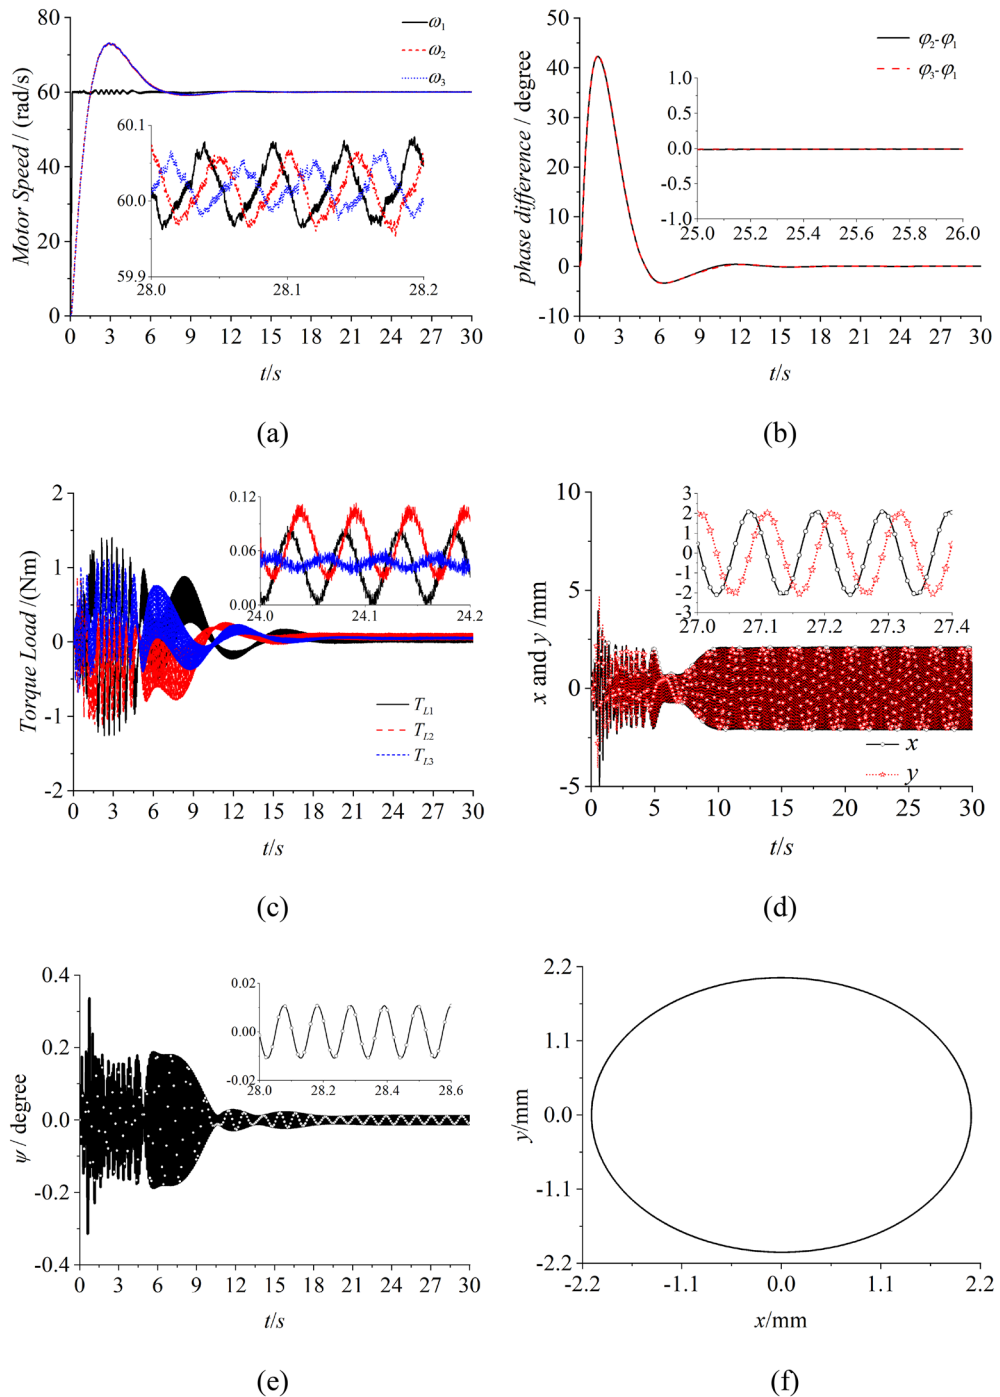 80
60
40
20
0
0 3 6 9 12 15 18 21 24 27 30
Motor Speed / (rad/s)
t/s
ω1
ω2
ω3
60.1
60.0
59.9
28.0 28.1 28.2
(a)
50
40
30
20
10
0
-10
0 3 6 9 12 15 18 21 24 27 30
phase difference / degree
t/s
φ2-φ1
φ3-φ1
1.0
0.5
0.0
-0.5
-1.0
25.0 25.2 25.4 25.6 25.8 26.0
(b)
2
1
0
-1
-2
0 3 6 9 12 15 18 21 24 27 30
Torque Load /(Nm)
t/s
0.12
0.06
0.00
24.0 24.1 24.2
TL1
TL2
TL3
(c)
10
5
0
-5
0 5 10 15 20 25 30
x and y /mm
t/s
3
2
1
0
-1
-2
-3
27.0 27.1 27.2 27.3 27.4
x
y
(d)
0.4
0.2
0.0
-0.2
-0.4
0 3 6 9 12 15 18 21 24 27 30
ψ / degree
t/s
0.02
0.00
-0.02
28.0 28.2 28.4 28.6
(e)
2.2
1.1
0.0
-1.1
-2.2
-2.2 -1.1 0.0 1.1 2.2
y/mm
x/mm
(f)